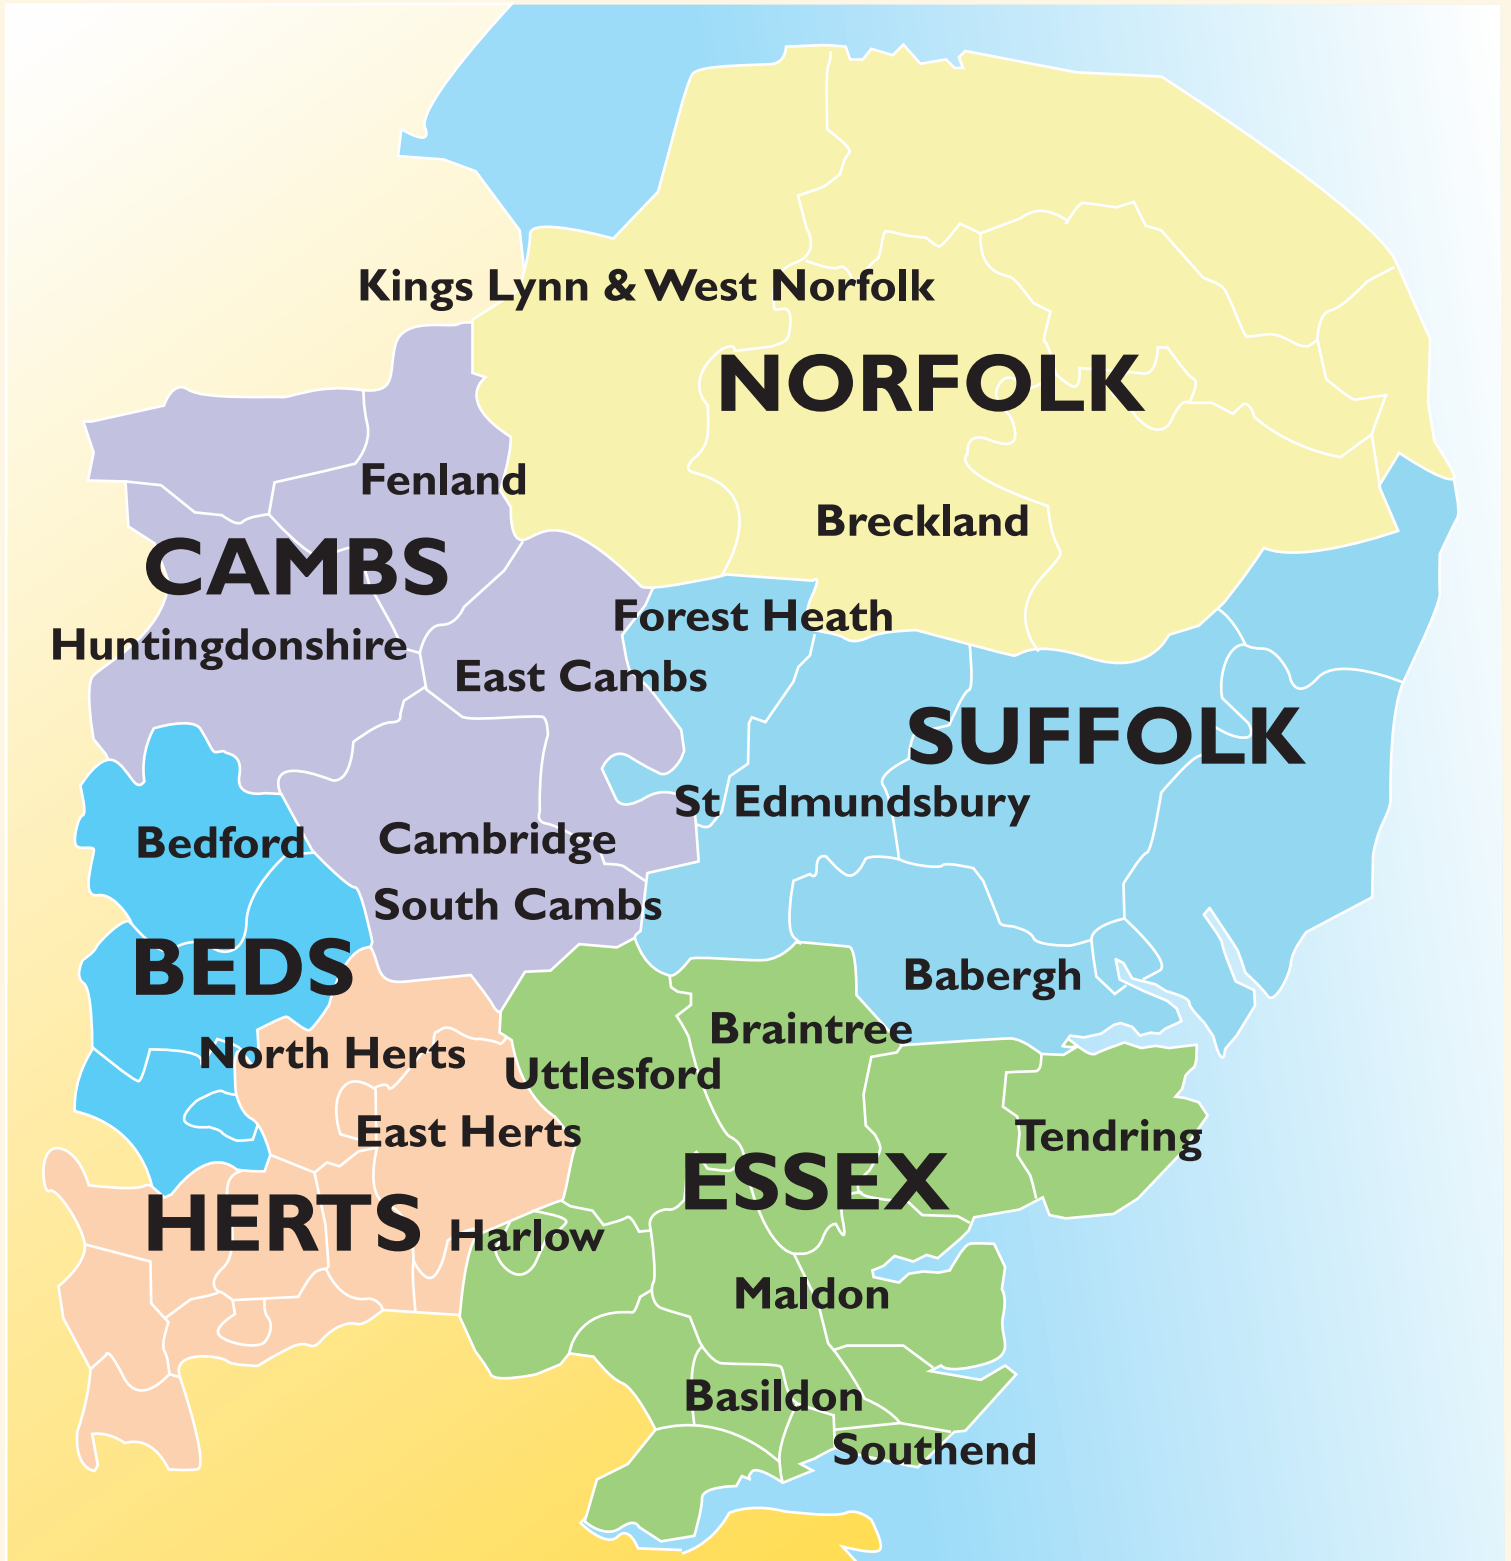 Kings Lynn & West Norfolk
NORFOLK
Fenland
Breckland
CAMBS
Forest Heath
Huntingdonshire
East Cambs
SUFFOLK
St Edmundsbury
Bedford
Cambridge
South Cambs
BEDS
Babergh
Braintree
North Herts
Uttlesford
East Herts
Tendring
ESSEX
HERTS
Harlow
Maldon
Basildon
Southend